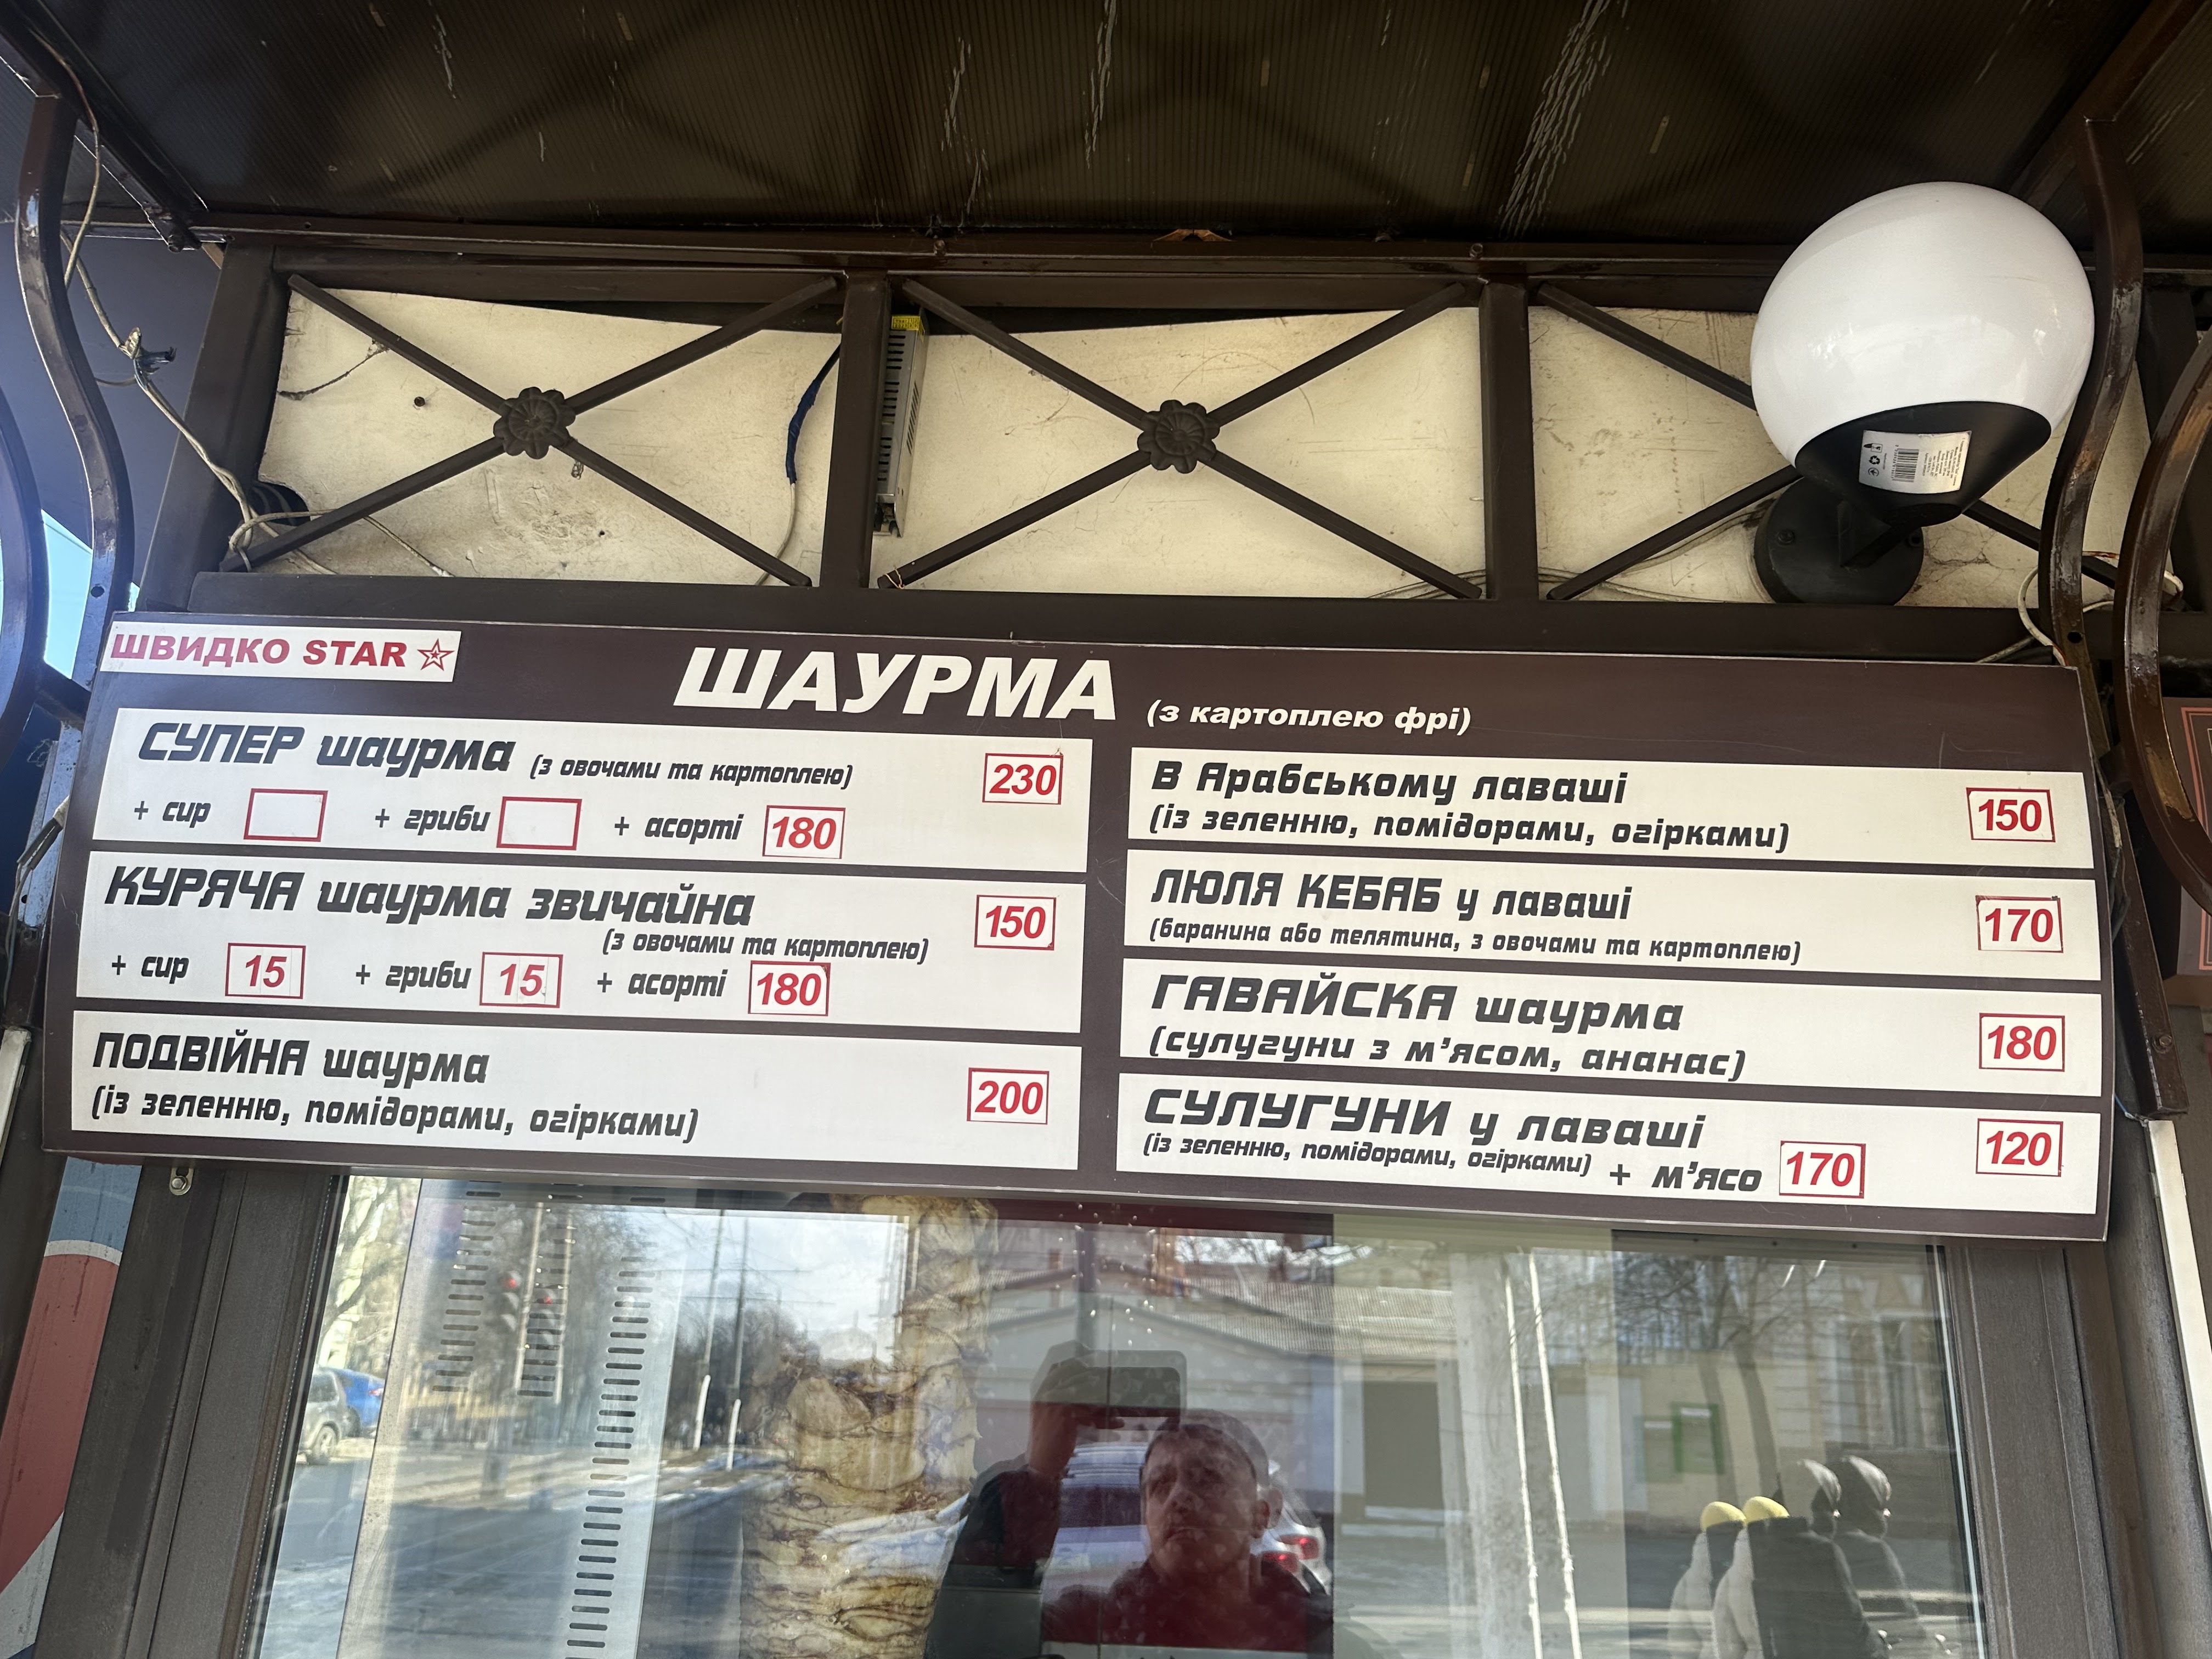 ШВИДКО STAR
ШАУРМА (з картоплею фрі)
СУПЕР шаурма (з овочами та картоплею) 230
+ сир + гриби + асорті 180
КУРЯЧА шаурма звичайна 150
(з овочами та картоплею)
+ сир 15 + гриби 15 + асорті 180
ПОДВІЙНА шаурма
(із зеленню, помідорами, огірками) 200
В Арабському лаваші
(із зеленню, помідорами, огірками) 150
ЛЮЛЯ КЕБАБ у лаваші 170
(баранина або телятина, з овочами та картоплею)
ГАВАЙСКА шаурма
(сулугуни з м'ясом, ананас) 180
СУЛУГУНИ у лаваші 120
(із зеленню, помідорами, огірками) + м'ясо 170